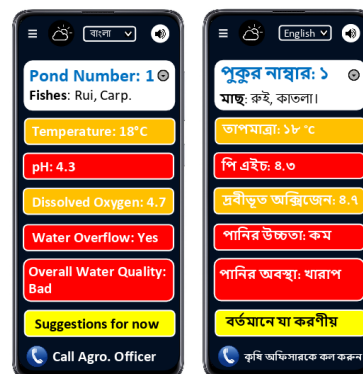 বাংলা
Pond Number: 1
Fishes: Rui, Carp.
Temperature: 18°C
pH: 4.3
Dissolved Oxygen: 4.7
Water Overflow: Yes
Overall Water Quality:
Bad
Suggestions for now
Call Agro. Officer
English
পুকুর নাম্বার: ১
মাছ: রুই, কাতলা।
তাপমাত্রা: ১৮ °C
পি এইচ: ৪.৩
দ্রবীভূত অক্সিজেন: ৪.৭
পানির উচ্চতা: কম
পানির অবস্থা: খারাপ
বর্তমানে যা করণীয়
কৃষি অফিসারকে কল করুন